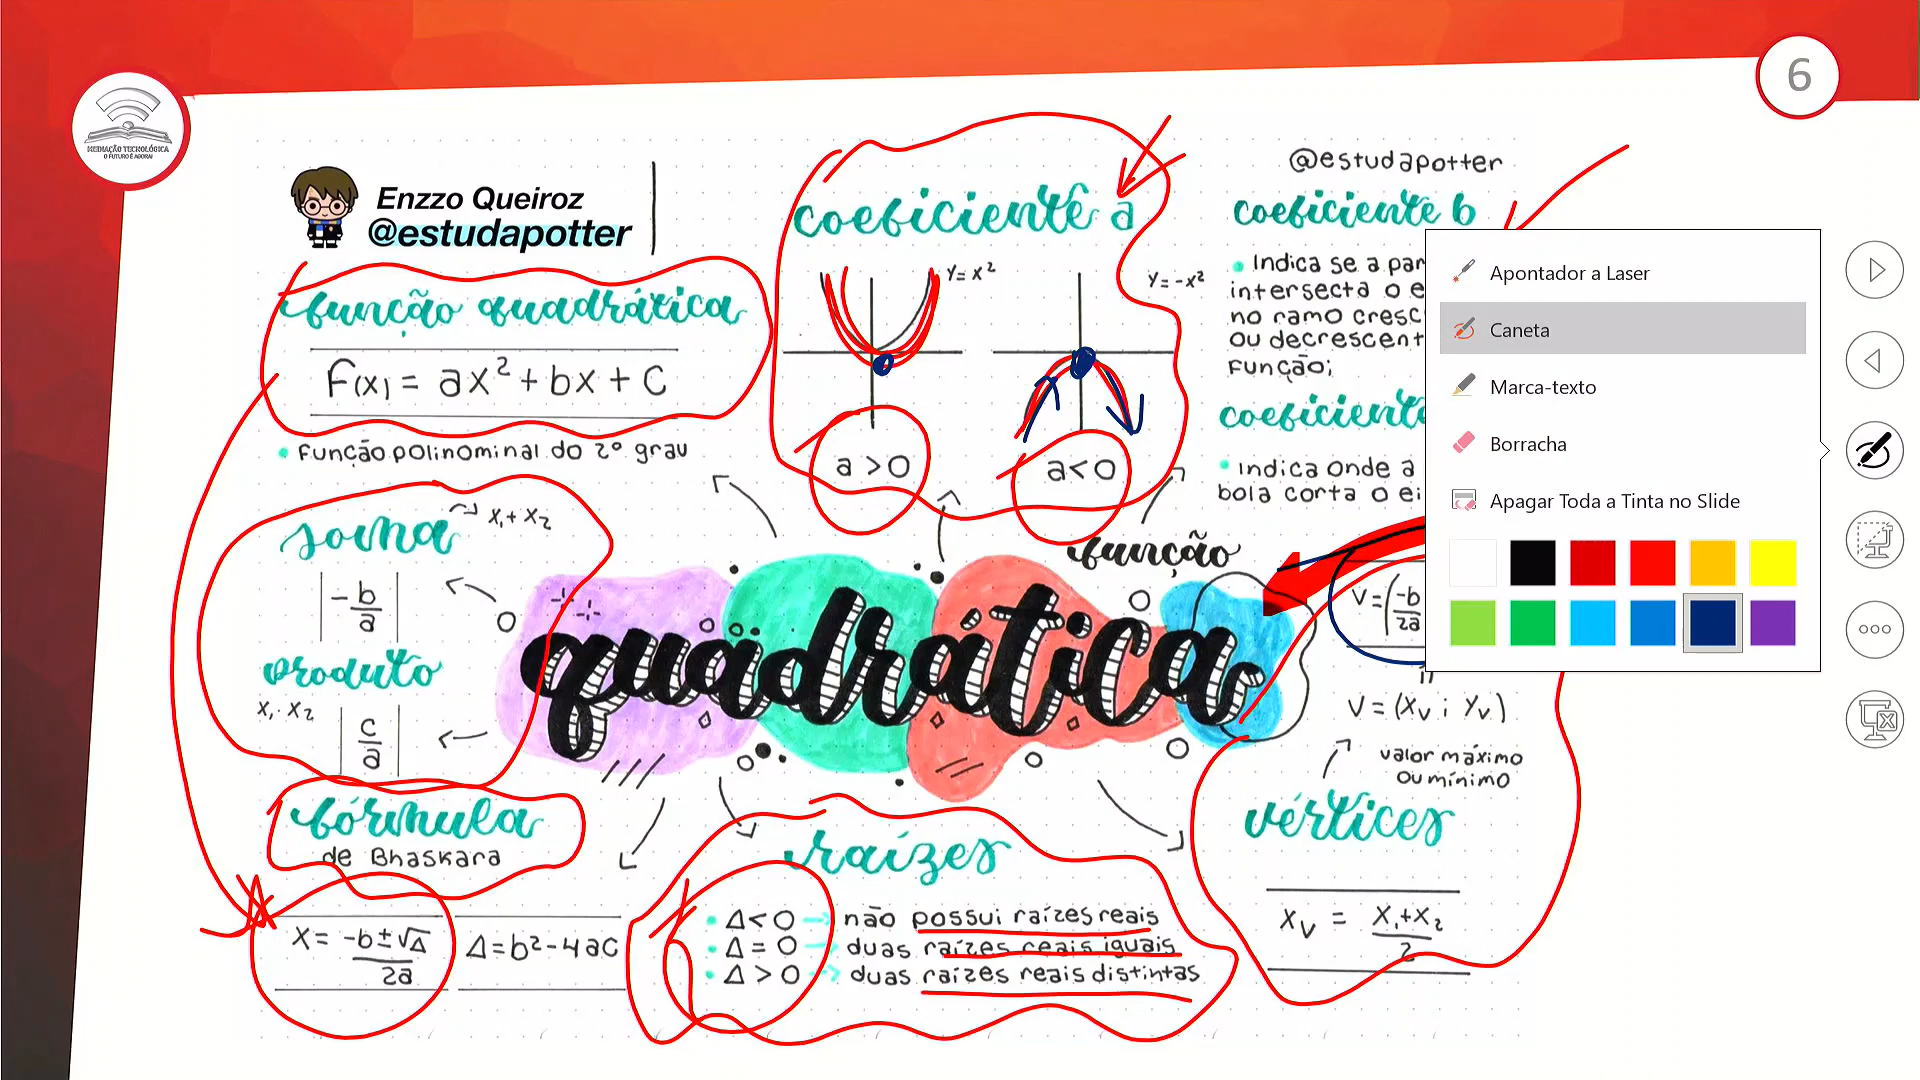 6
MEDIAÇÃO TECNOLÓGICA
O FUTURO É AGORA!
Enzzo Queiroz
@estudapotter
função quadrática
F(x) = ax² + bx + c
• Função polinominal do 2º grau
coeficiente a
y = x²
y = -x²
a > 0
a < 0
@estudapotter
coeficiente b
• Indica se a
intersecta o
no ramo
ou
Função;
coeficiente
• Indica onde a
bola corta o
soma
x₁ + x₂
|-b/a|
produto
x₁ · x₂
|c/a|
função
quadrática
V = (-b/2a
V = (Xv ; Yv)
valor máximo
ou mínimo
vértices
Xv = x₁+x₂/2
fórmula
de Bhaskara
X = -b±√Δ/2a
Δ = b² - 4ac
raízes
• Δ < 0 → não possui raízes reais
• Δ = 0 → duas raízes reais iguais
• Δ > 0 → duas raízes reais distintas
Apontador a Laser
Caneta
Marca-texto
Borracha
Apagar Toda a Tinta no Slide